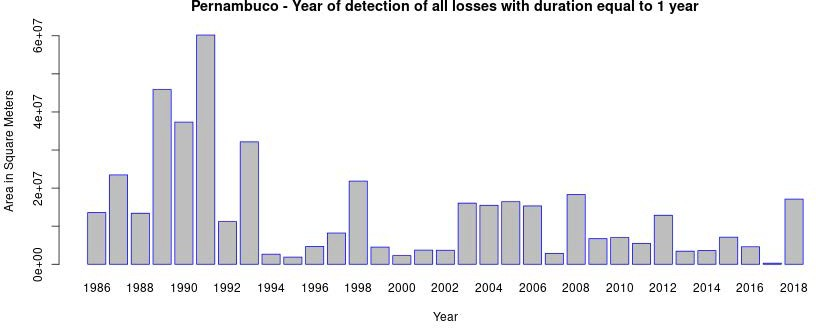 Pernambuco - Year of detection of all losses with duration equal to 1 year
Area in Square Meters
6e+07
4e+07
2e+07
0e+00
1986 1988 1990 1992 1994 1996 1998 2000 2002 2004 2006 2008 2010 2012 2014 2016 2018
Year